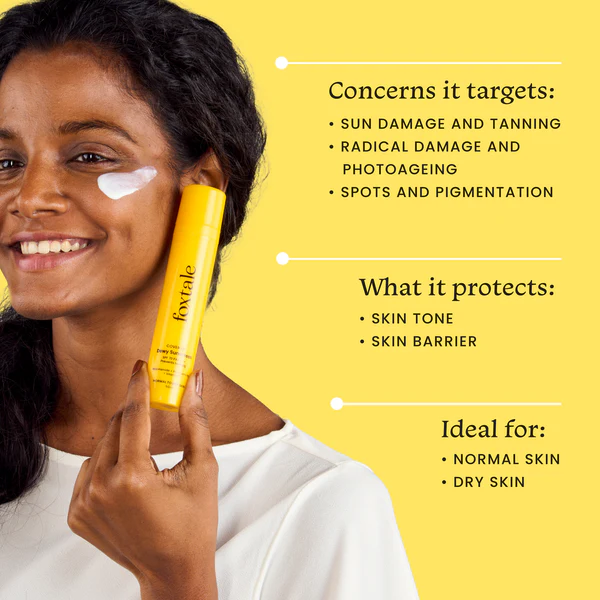 Concerns it targets:
• SUN DAMAGE AND TANNING
• RADICAL DAMAGE AND
PHOTOAGEING
• SPOTS AND PIGMENTATION
What it protects:
• SKIN TONE
• SKIN BARRIER
Ideal for:
• NORMAL SKIN
• DRY SKIN
foxtale
Dewy